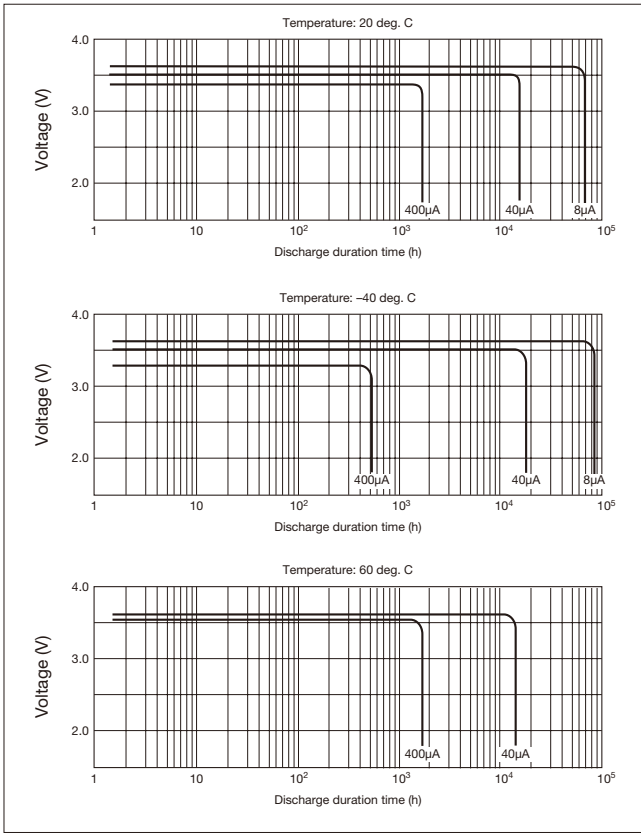 Temperature: 20 deg. C
4.0
3.0
2.0
Voltage (V)
400μA 40μA 8μA
1 10 10² 10³ 10⁴ 10⁵
Discharge duration time (h)
Temperature: –40 deg. C
4.0
3.0
2.0
Voltage (V)
400μA 40μA 8μA
1 10 10² 10³ 10⁴ 10⁵
Discharge duration time (h)
Temperature: 60 deg. C
4.0
3.0
2.0
Voltage (V)
400μA 40μA
1 10 10² 10³ 10⁴ 10⁵
Discharge duration time (h)